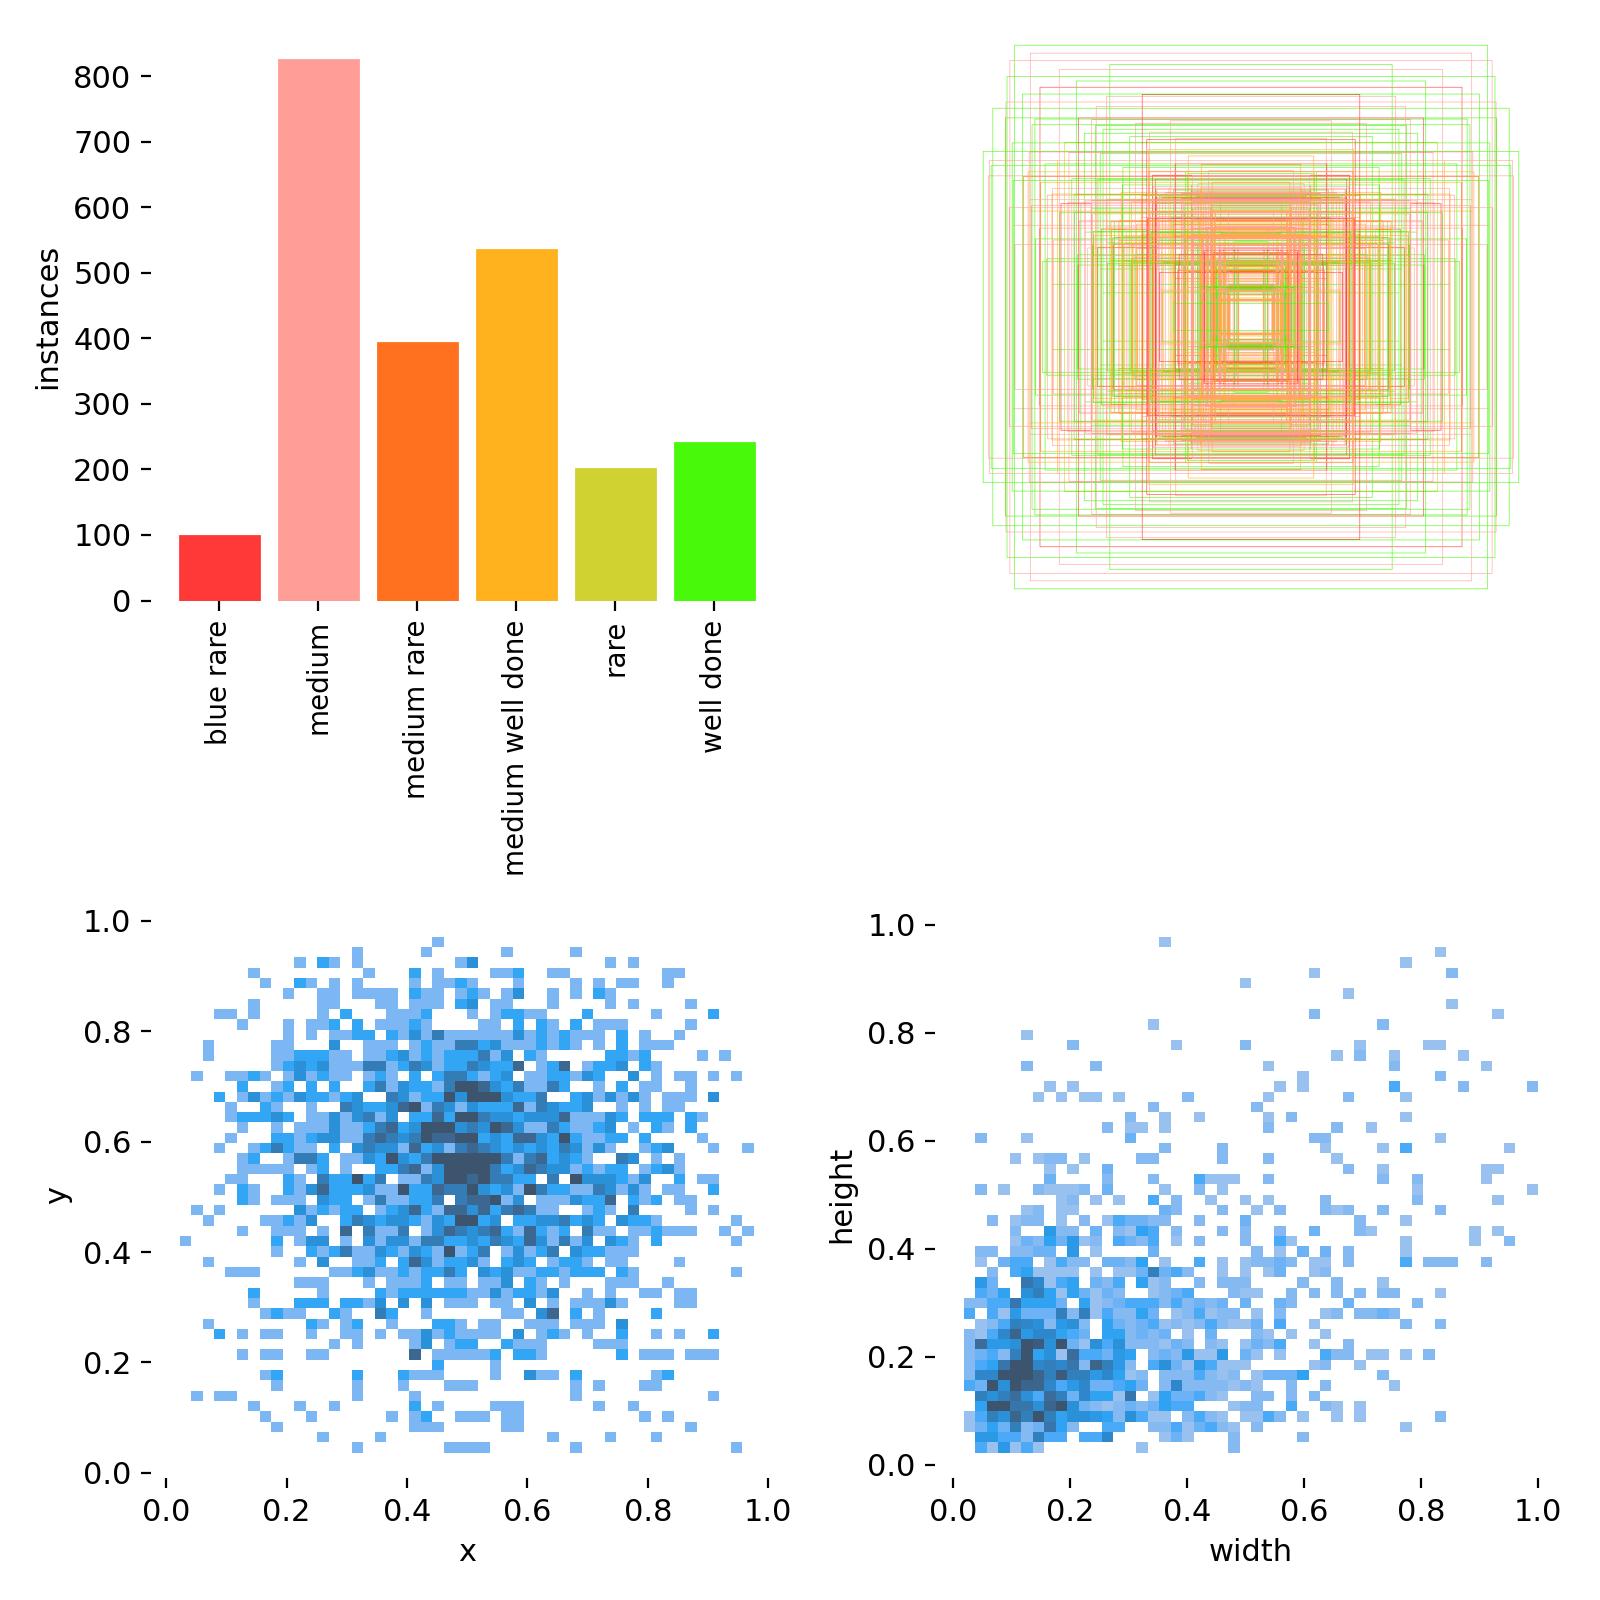 800
700
600
500
400
300
200
100
0
instances
blue rare
medium
medium rare
medium well done
rare
well done
1.0
0.8
0.6
0.4
0.2
0.0
y
0.0 0.2 0.4 0.6 0.8 1.0
x
1.0
0.8
0.6
0.4
0.2
0.0
height
0.0 0.2 0.4 0.6 0.8 1.0
width